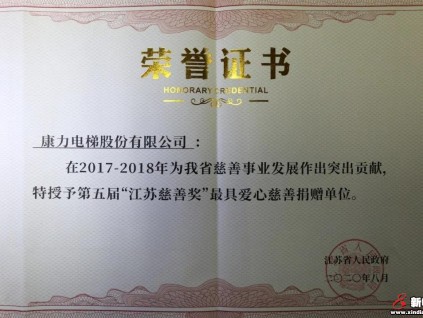 荣誉证书
HONORARY CREDENTIAL
康力电梯股份有限公司：
在2017-2018年为我省慈善事业发展作出突出贡献，
特授予第五届“江苏慈善奖”最具爱心慈善捐赠单位。
江苏省人民政府
二〇二〇年八月